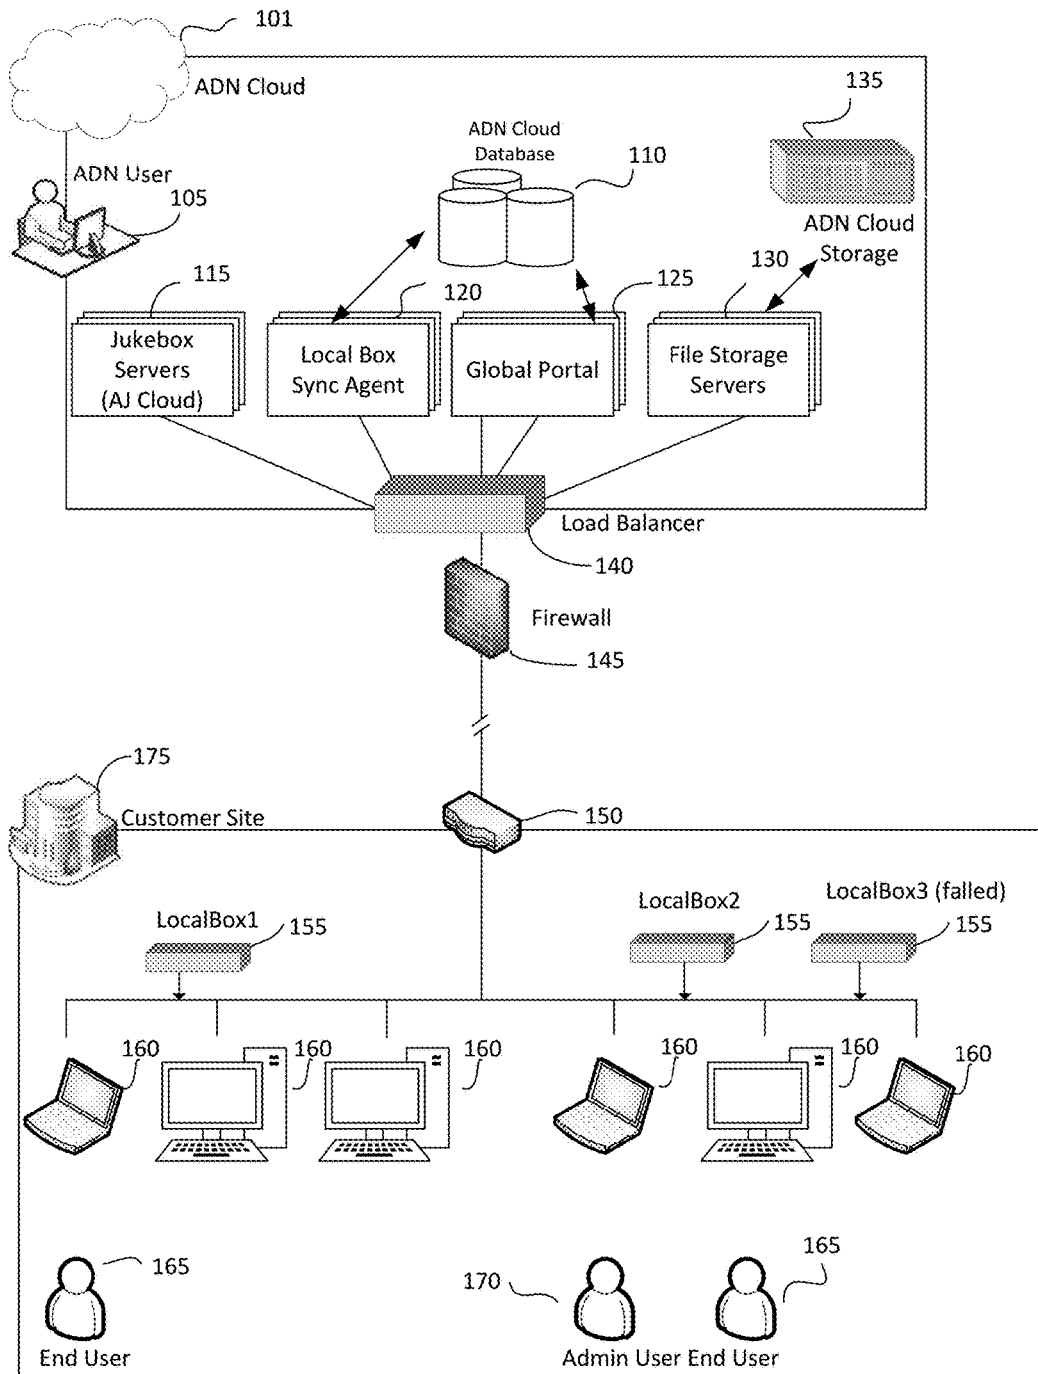 101
ADN Cloud
135
ADN Cloud
Database
ADN User
105
110
ADN Cloud
Storage
115
120
125
130
Jukebox
Servers
(AJ Cloud)
Local Box
Sync Agent
Global Portal
File Storage
Servers
Load Balancer
140
Firewall
145
175
Customer Site
150
LocalBox1
155
LocalBox2
155
LocalBox3 (falled)
155
160
160
160
160
160
160
165
End User
170
Admin User
165
End User